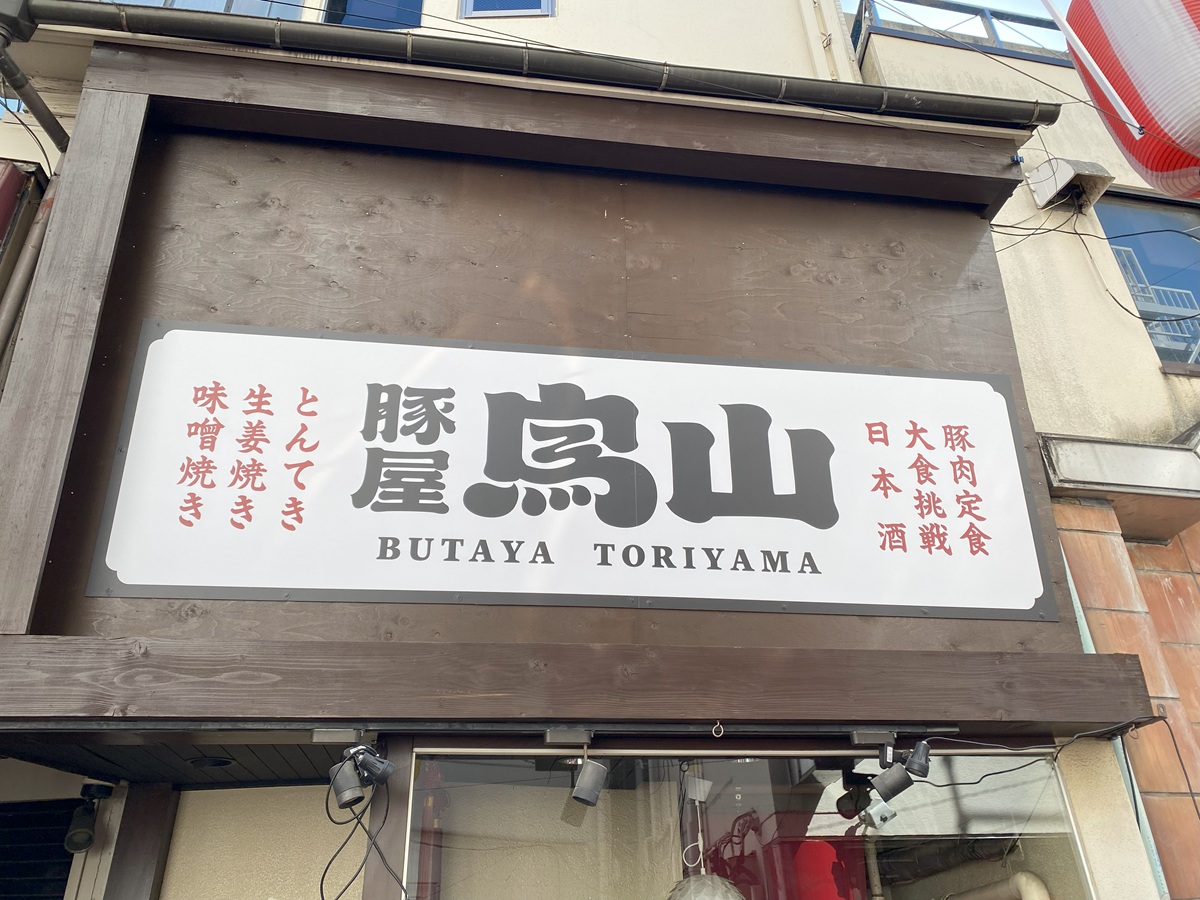 豚屋
鳥山
BUTAYA TORIYAMA
豚肉定食
大食挑戦
日本酒
とんてき
生姜焼き
味噌焼き